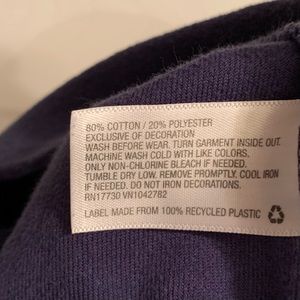 80% COTTON / 20% POLYESTER
EXCLUSIVE OF DECORATION
WASH BEFORE WEAR. TURN GARMENT INSIDE OUT.
MACHINE WASH COLD WITH LIKE COLORS.
ONLY NON-CHLORINE BLEACH IF NEEDED.
TUMBLE DRY LOW. REMOVE PROMPTLY. COOL IRON
IF NEEDED. DO NOT IRON DECORATIONS.
RN17730 VN1042782
LABEL MADE FROM 100% RECYCLED PLASTIC